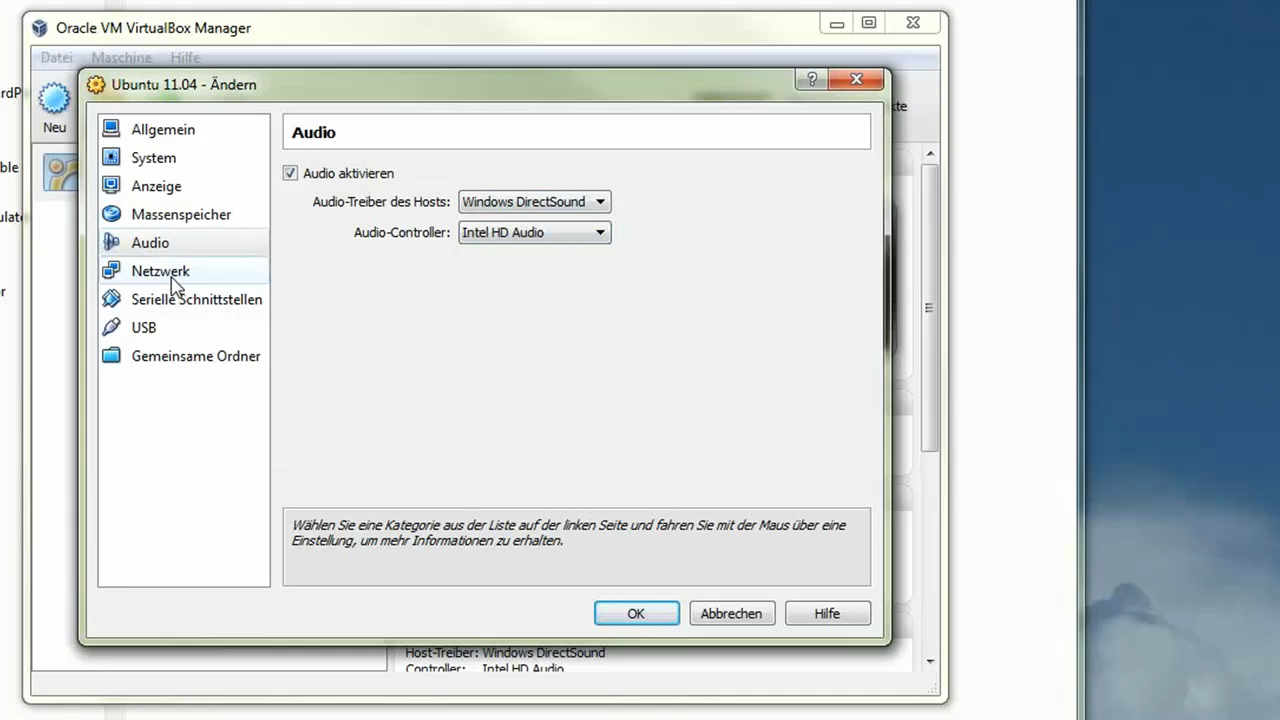 Oracle VM VirtualBox Manager
Datei Maschine Hilfe
Ubuntu 11.04 - Ändern
Neu
Allgemein
System
Anzeige
Massenspeicher
Audio
Netzwerk
Serielle Schnittstellen
USB
Gemeinsame Ordner
Audio
Audio aktivieren
Audio-Treiber des Hosts: Windows DirectSound
Audio-Controller: Intel HD Audio
Wählen Sie eine Kategorie aus der Liste auf der linken Seite und fahren Sie mit der Maus über eine
Einstellung, um mehr Informationen zu erhalten.
OK Abbrechen Hilfe
Host-Treiber: Windows DirectSound
Controller: Intel HD Audio